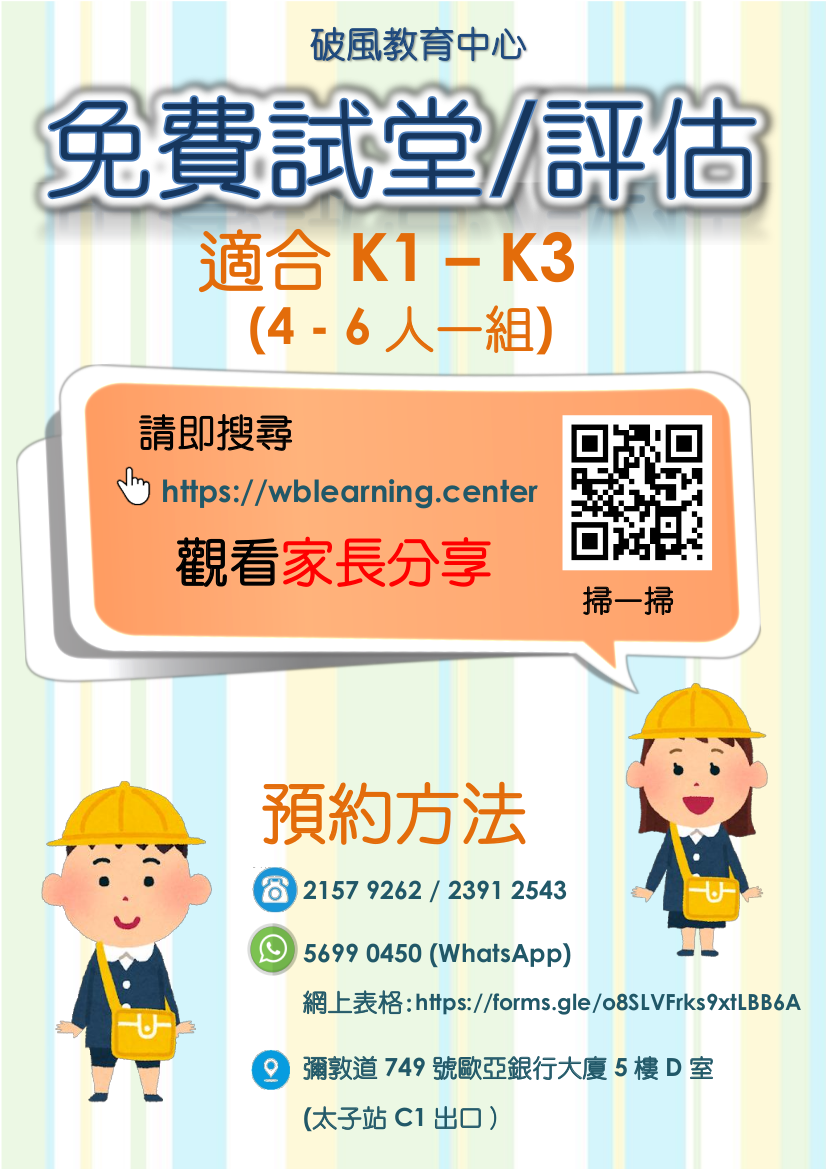 破風教育中心
免費試堂/評估
適合 K1 – K3
(4 - 6 人一組)
請即搜尋
https://wblearning.center
觀看家長分享
掃一掃
預約方法
2157 9262 / 2391 2543
5699 0450 (WhatsApp)
網上表格:https://forms.gle/o8SLVFrks9xtLBB6A
彌敦道 749 號歐亞銀行大廈 5 樓 D 室
(太子站 C1 出口)